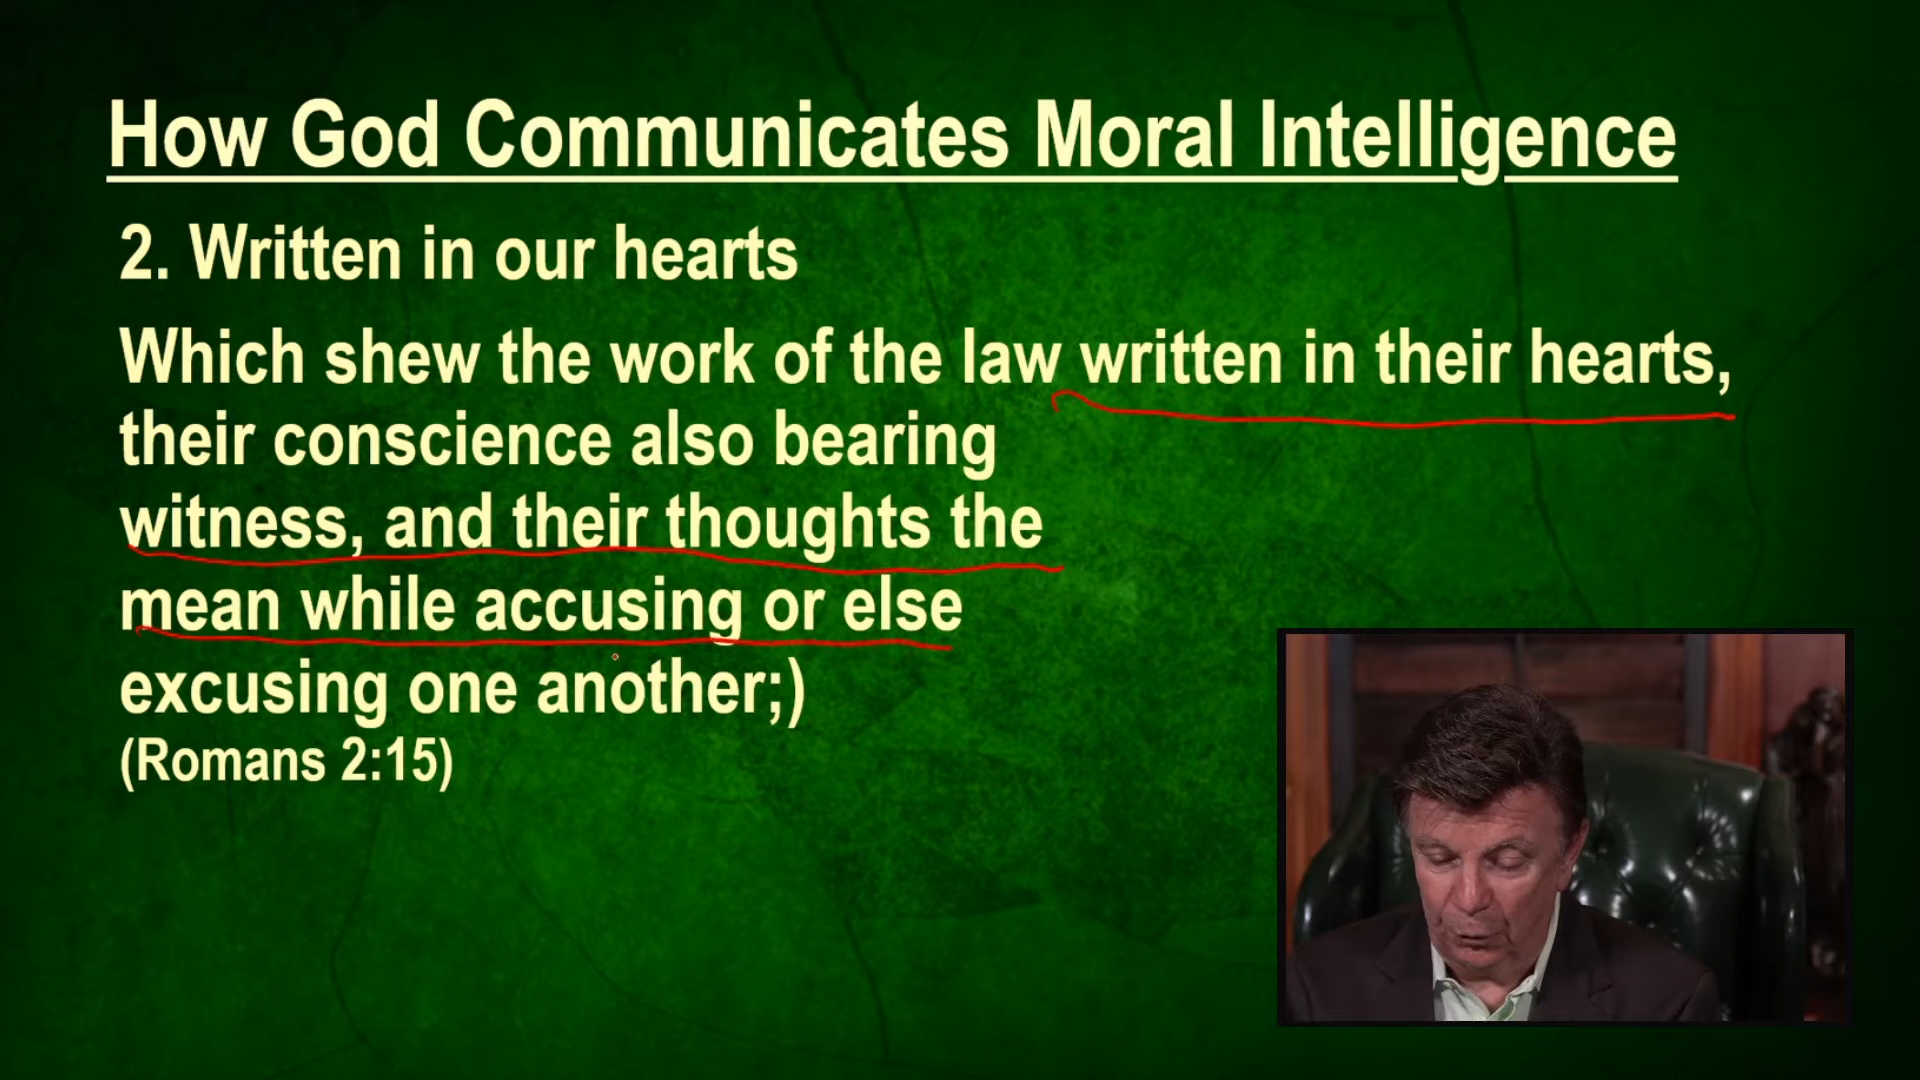 How God Communicates Moral Intelligence
2. Written in our hearts
Which shew the work of the law written in their hearts,
their conscience also bearing
witness, and their thoughts the
mean while accusing or else
excusing one another;)
(Romans 2:15)